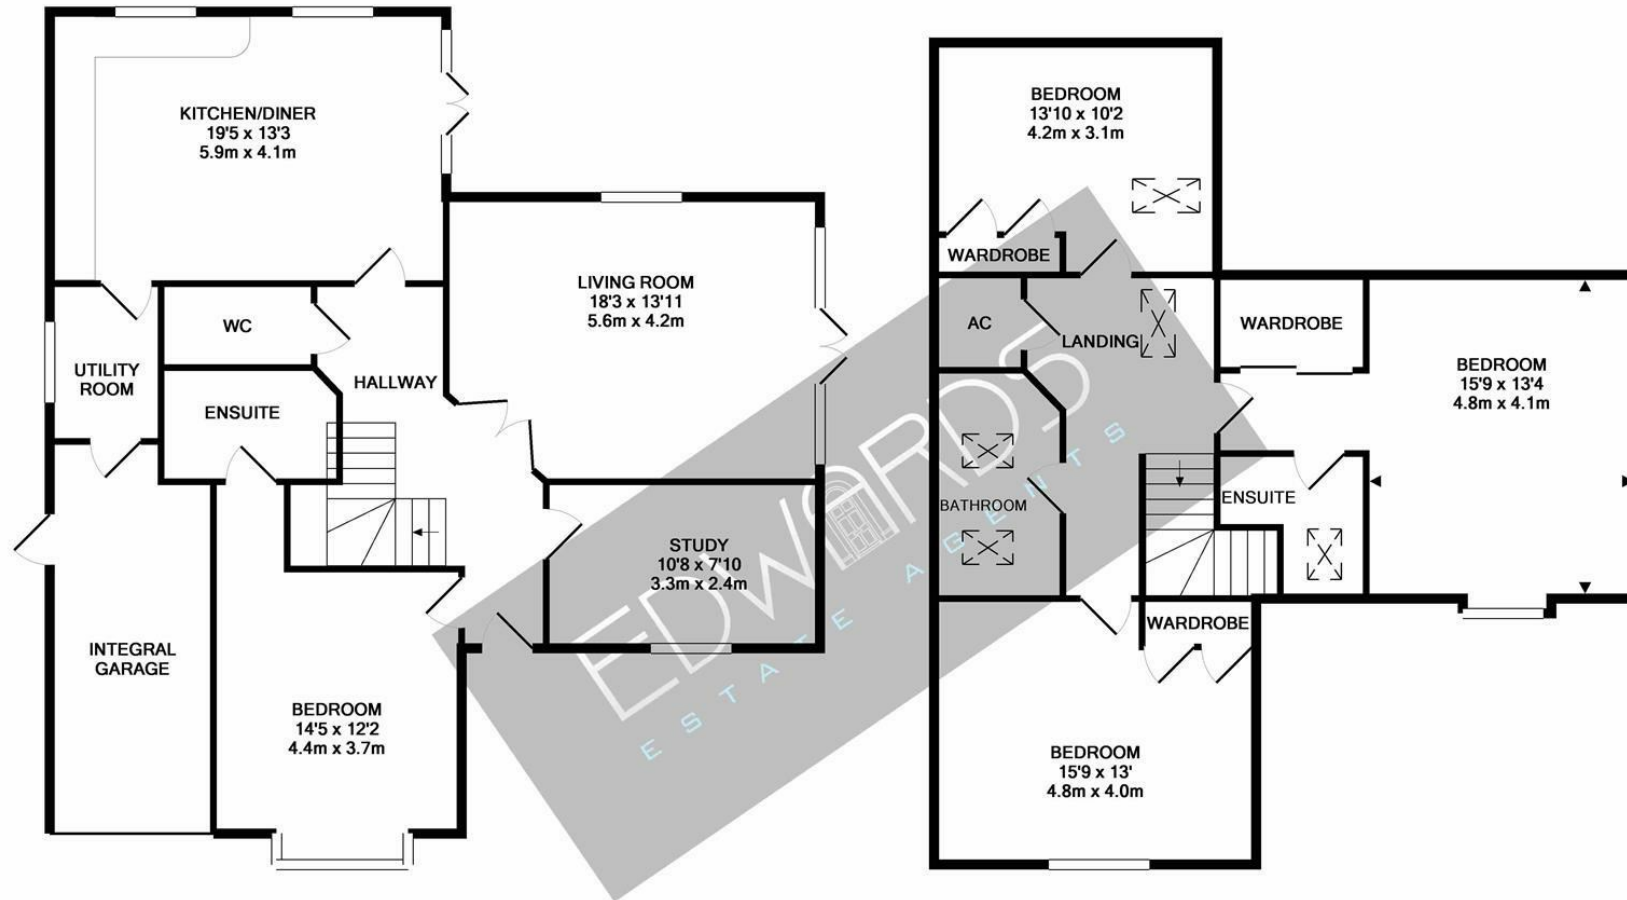 KITCHEN/DINER
19'5 x 13'3
5.9m x 4.1m
LIVING ROOM
18'3 x 13'11
5.6m x 4.2m
WC
UTILITY
ROOM
HALLWAY
ENSUITE
STUDY
10'8 x 7'10
3.3m x 2.4m
INTEGRAL
GARAGE
BEDROOM
14'5 x 12'2
4.4m x 3.7m
BEDROOM
13'10 x 10'2
4.2m x 3.1m
WARDROBE
AC
LANDING
WARDROBE
BEDROOM
15'9 x 13'4
4.8m x 4.1m
ENSUITE
BATHROOM
WARDROBE
BEDROOM
15'9 x 13'
4.8m x 4.0m
EDWARDS
ESTATE AGENTS